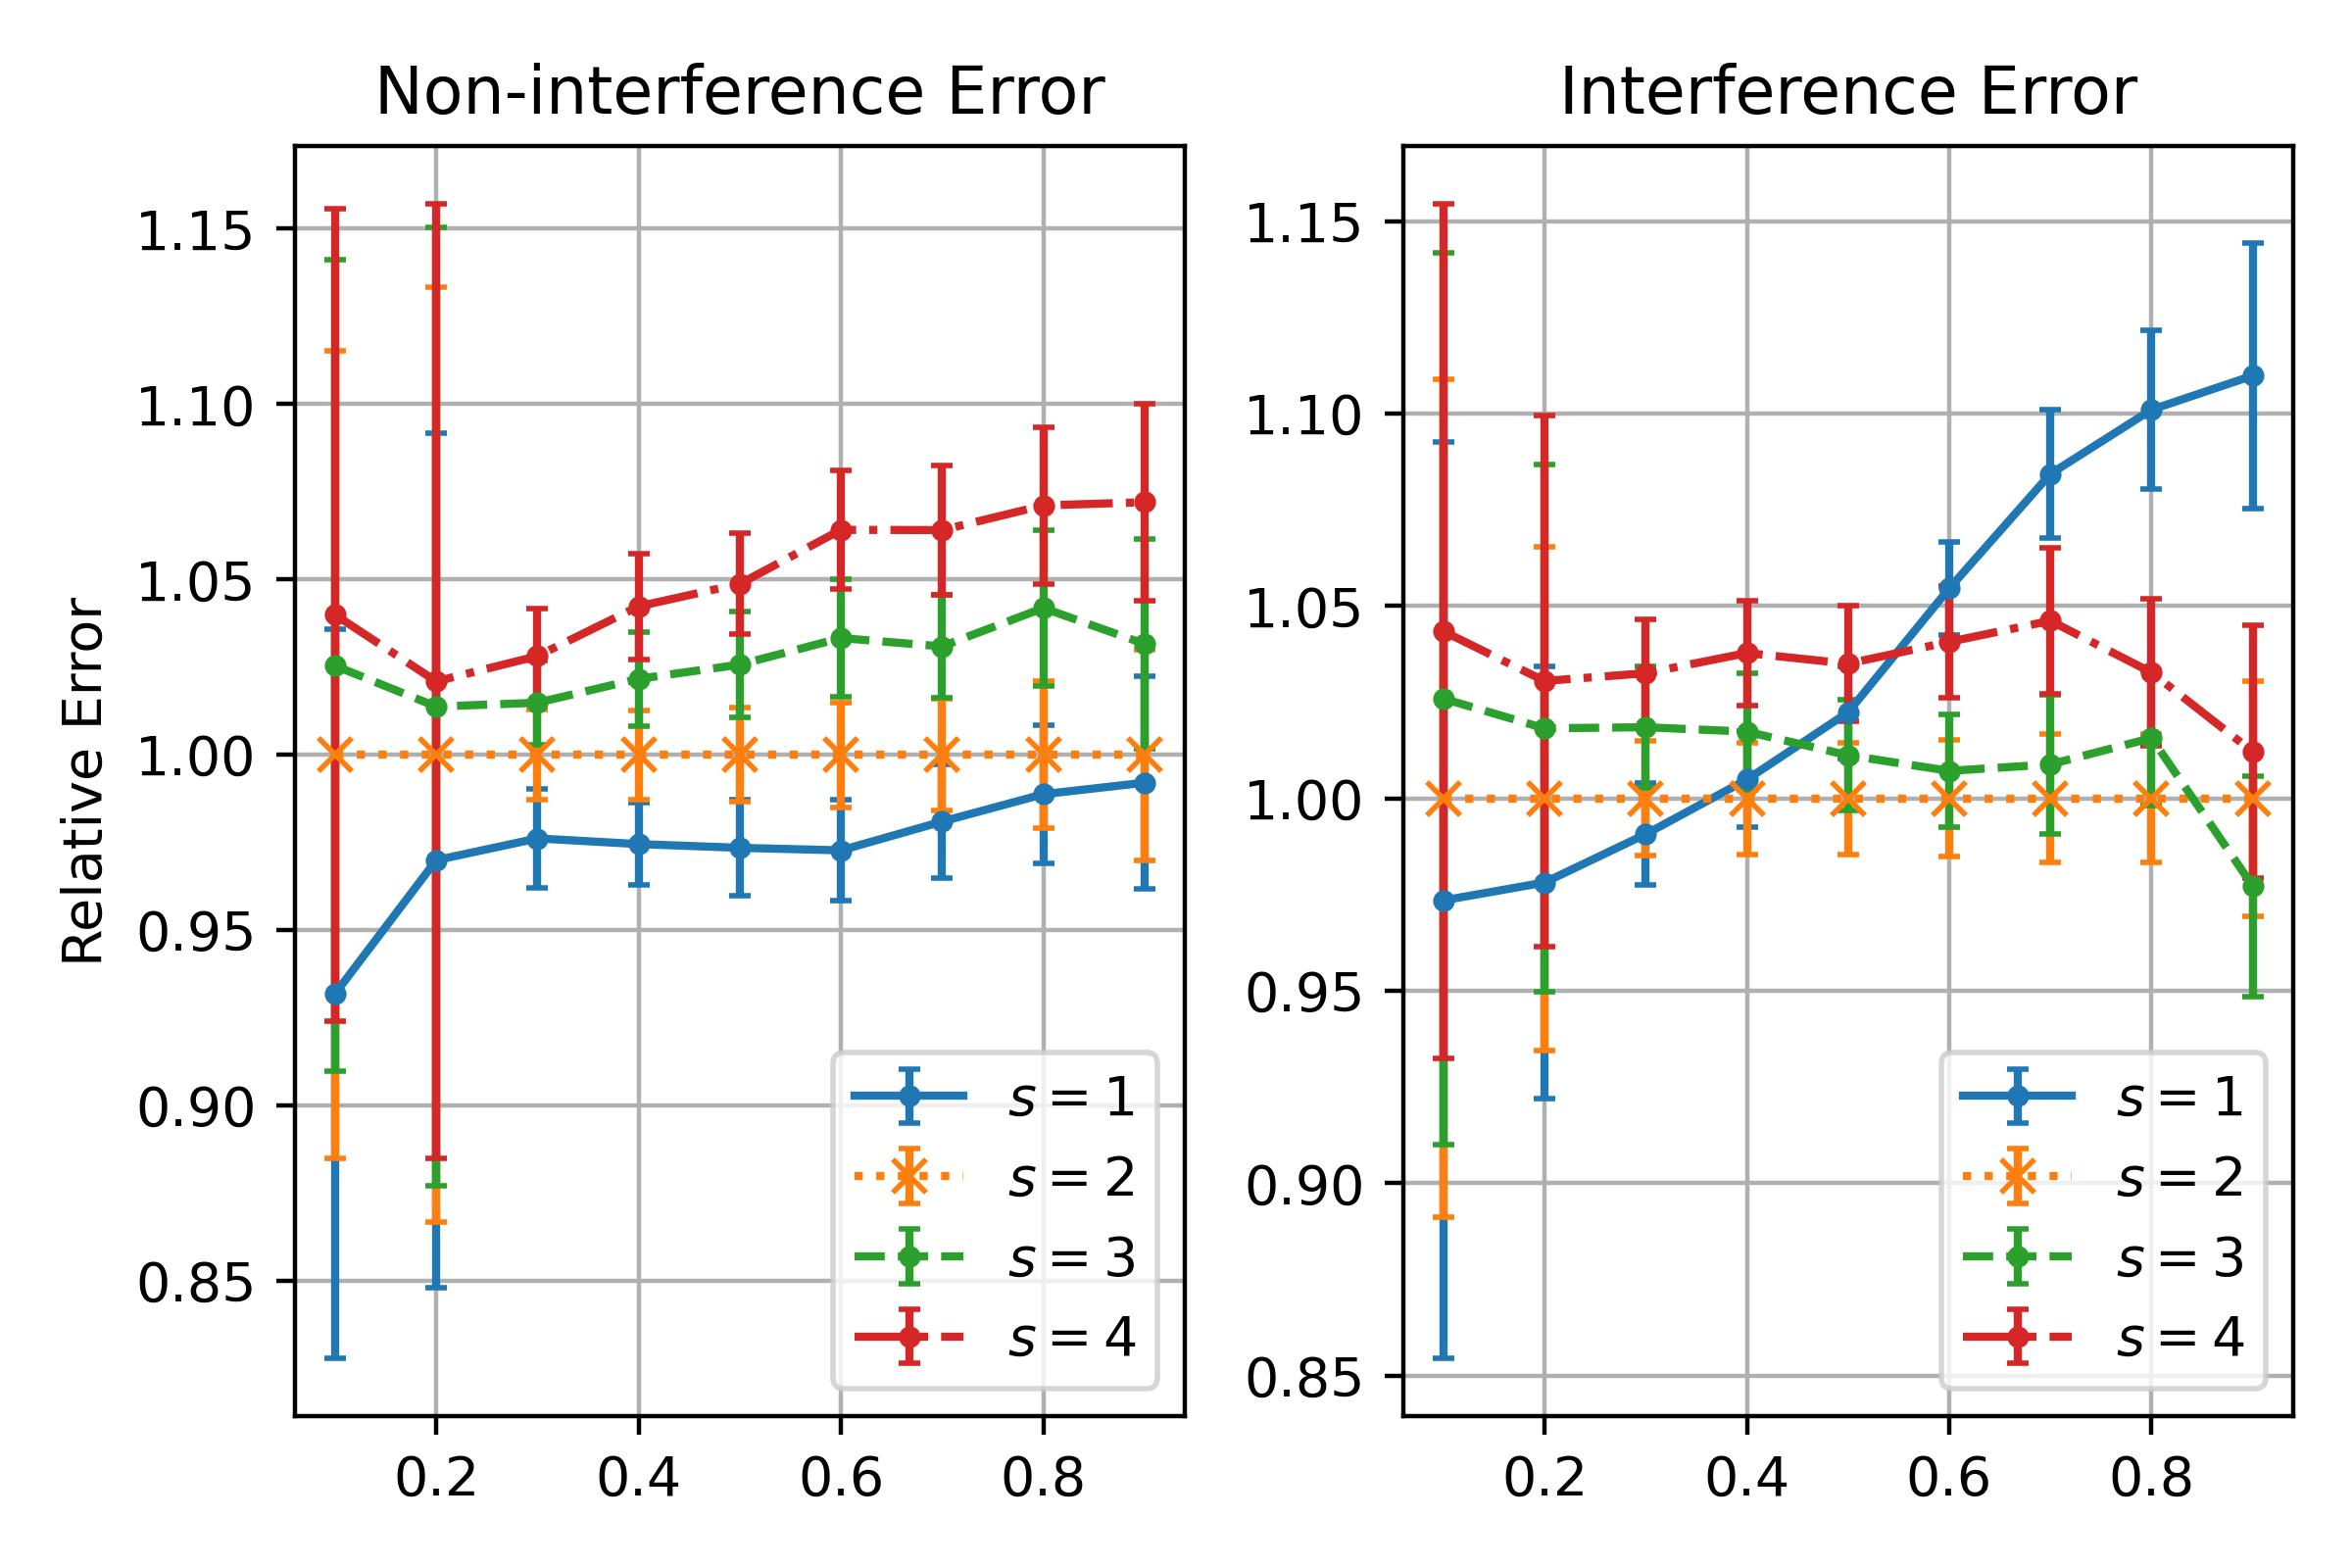 Non-interference Error
Interference Error
Relative Error
1.15
1.10
1.05
1.00
0.95
0.90
0.85
0.2 0.4 0.6 0.8
s = 1
s = 2
s = 3
s = 4
1.15
1.10
1.05
1.00
0.95
0.90
0.85
0.2 0.4 0.6 0.8
s = 1
s = 2
s = 3
s = 4